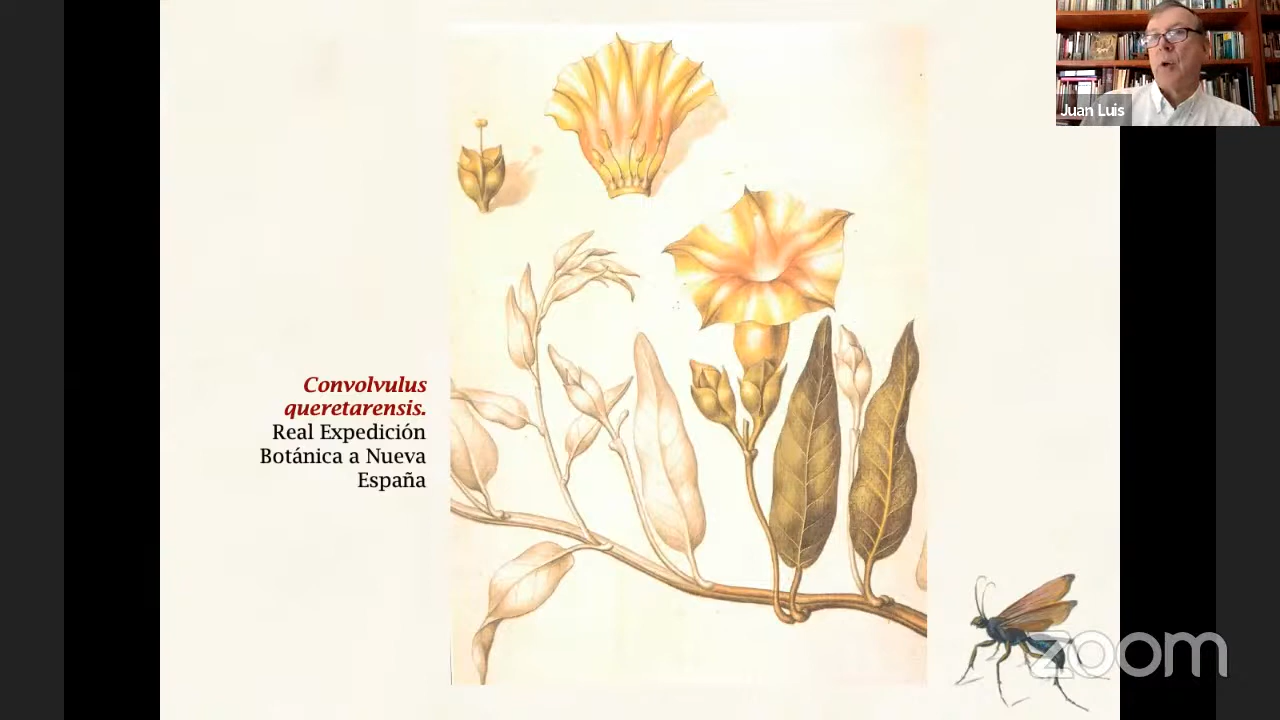 Juan Luis
Convolvulus
queretarensis.
Real Expedición
Botánica a Nueva
España
zoom